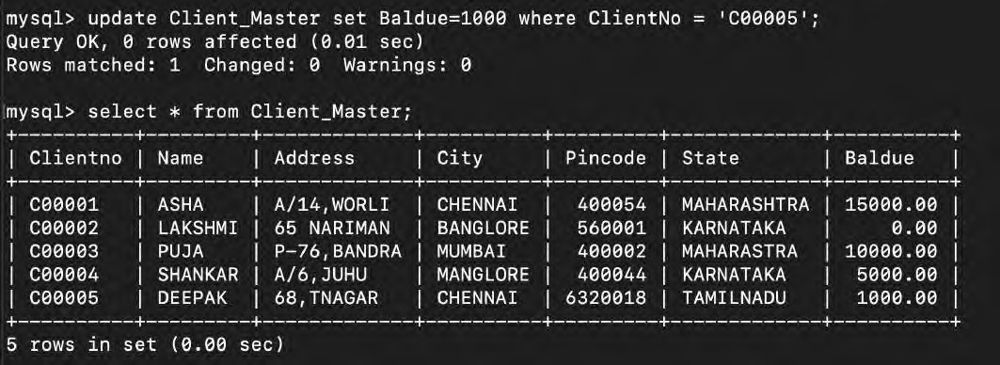 mysql> update Client_Master set Baldue=1000 where ClientNo = 'C00005';
Query OK, 0 rows affected (0.01 sec)
Rows matched: 1  Changed: 0  Warnings: 0
mysql> select * from Client_Master;
+----------+---------+-------------+----------+---------+-------------+----------+
| Clientno | Name    | Address     | City     | Pincode | State       | Baldue   |
+----------+---------+-------------+----------+---------+-------------+----------+
| C00001   | ASHA    | A/14,WORLI  | CHENNAI  |  400054 | MAHARASHTRA | 15000.00 |
| C00002   | LAKSHMI | 65 NARIMAN  | BANGLORE |  560001 | KARNATAKA   |     0.00 |
| C00003   | PUJA    | P-76,BANDRA | MUMBAI   |  400002 | MAHARASTRA  | 10000.00 |
| C00004   | SHANKAR | A/6,JUHU    | MANGLORE |  400044 | KARNATAKA   |  5000.00 |
| C00005   | DEEPAK  | 68,TNAGAR   | CHENNAI  | 6320018 | TAMILNADU   |  1000.00 |
+----------+---------+-------------+----------+---------+-------------+----------+
5 rows in set (0.00 sec)